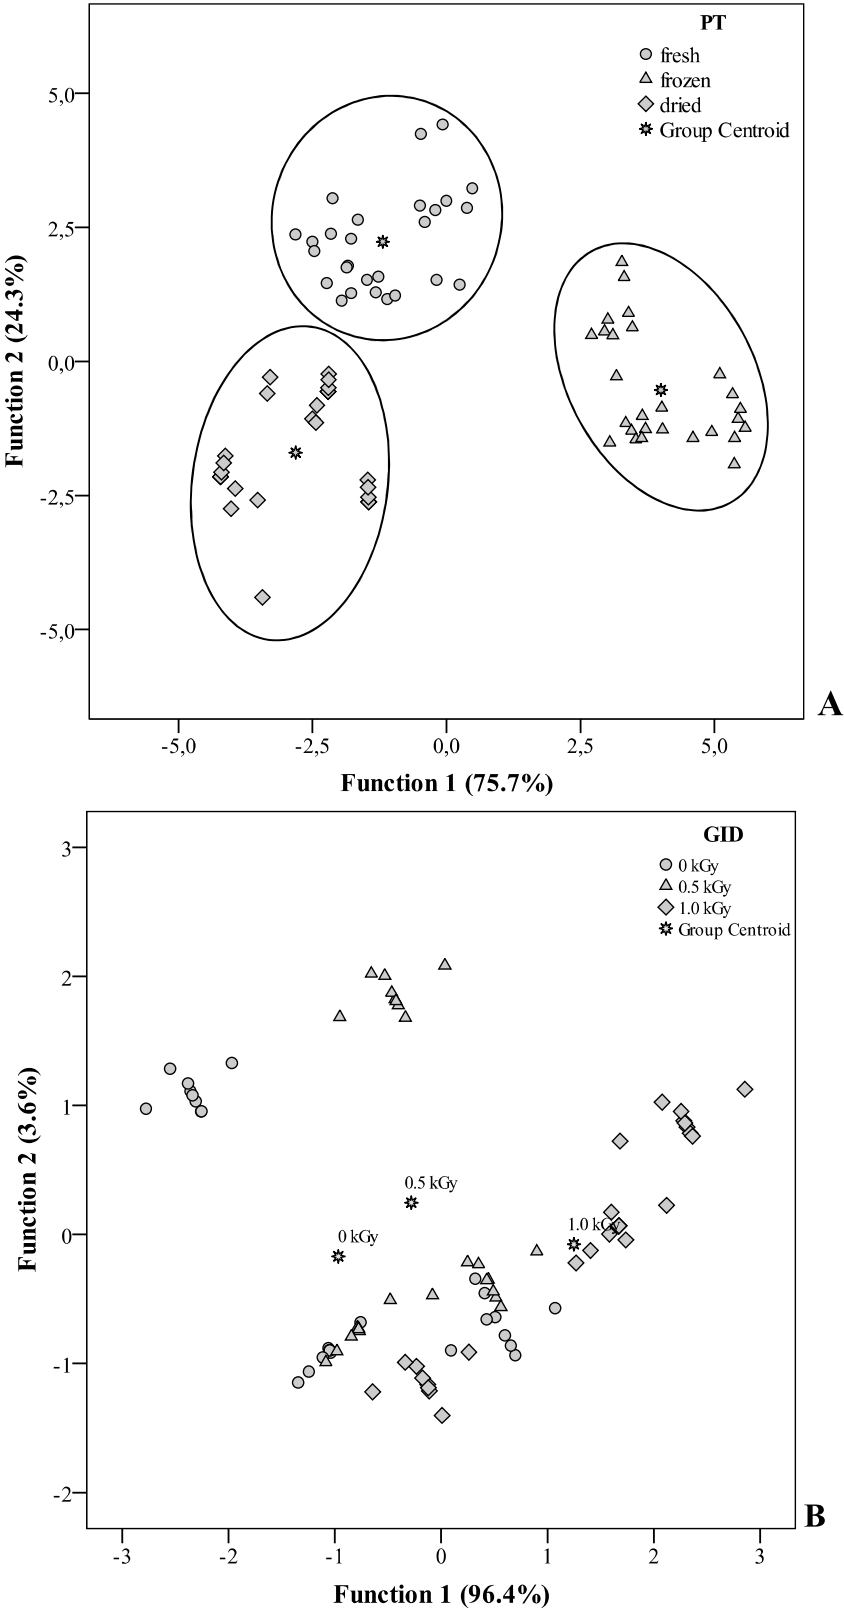 PT
fresh
frozen
dried
Group Centroid
5,0
2,5
0,0
-2,5
-5,0
Function 2 (24.3%)
-5,0 -2,5 0,0 2,5 5,0
Function 1 (75.7%)
A
GID
0 kGy
0.5 kGy
1.0 kGy
Group Centroid
3
2
1
0
-1
-2
Function 2 (3.6%)
0.5 kGy
0 kGy
1.0 kGy
-3 -2 -1 0 1 2 3
Function 1 (96.4%)
B